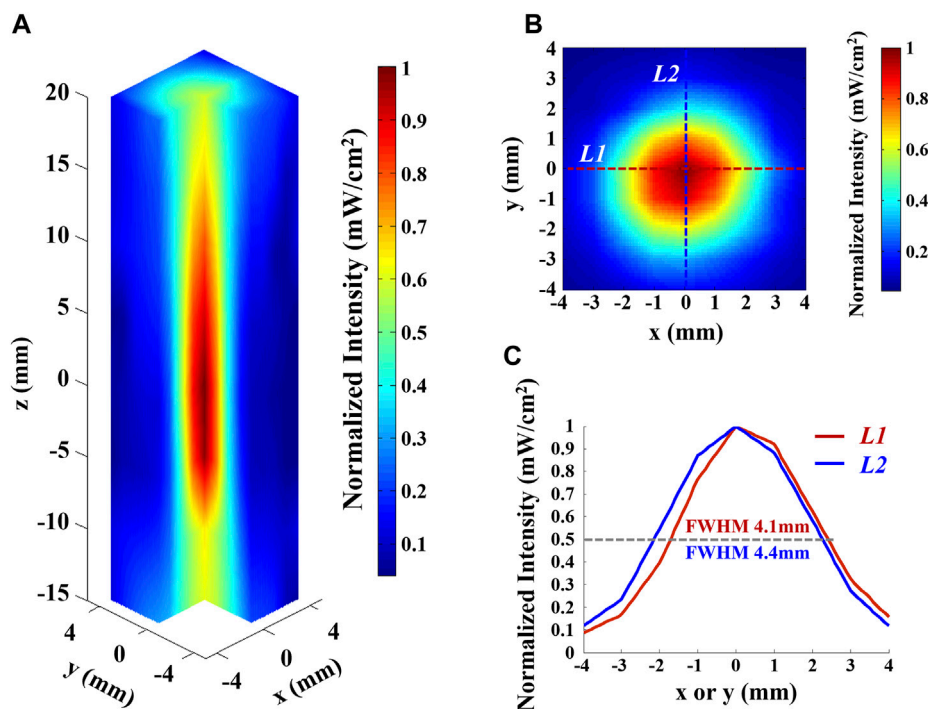 A
20
15
10
5
0
-5
-10
-15
z (mm)
4
0
-4
y (mm)
-4
0
4
x (mm)
1
0.9
0.8
0.7
0.6
0.5
0.4
0.3
0.2
0.1
Normalized Intensity (mW/cm²)
B
4
3
2
1
0
-1
-2
-3
-4
y (mm)
L2
L1
-4 -3 -2 -1 0 1 2 3 4
x (mm)
1
0.8
0.6
0.4
0.2
Normalized Intensity (mW/cm²)
C
1
0.9
0.8
0.7
0.6
0.5
0.4
0.3
0.2
0.1
0
Normalized Intensity (mW/cm²)
L1
L2
FWHM 4.1mm
FWHM 4.4mm
-4 -3 -2 -1 0 1 2 3 4
x or y (mm)